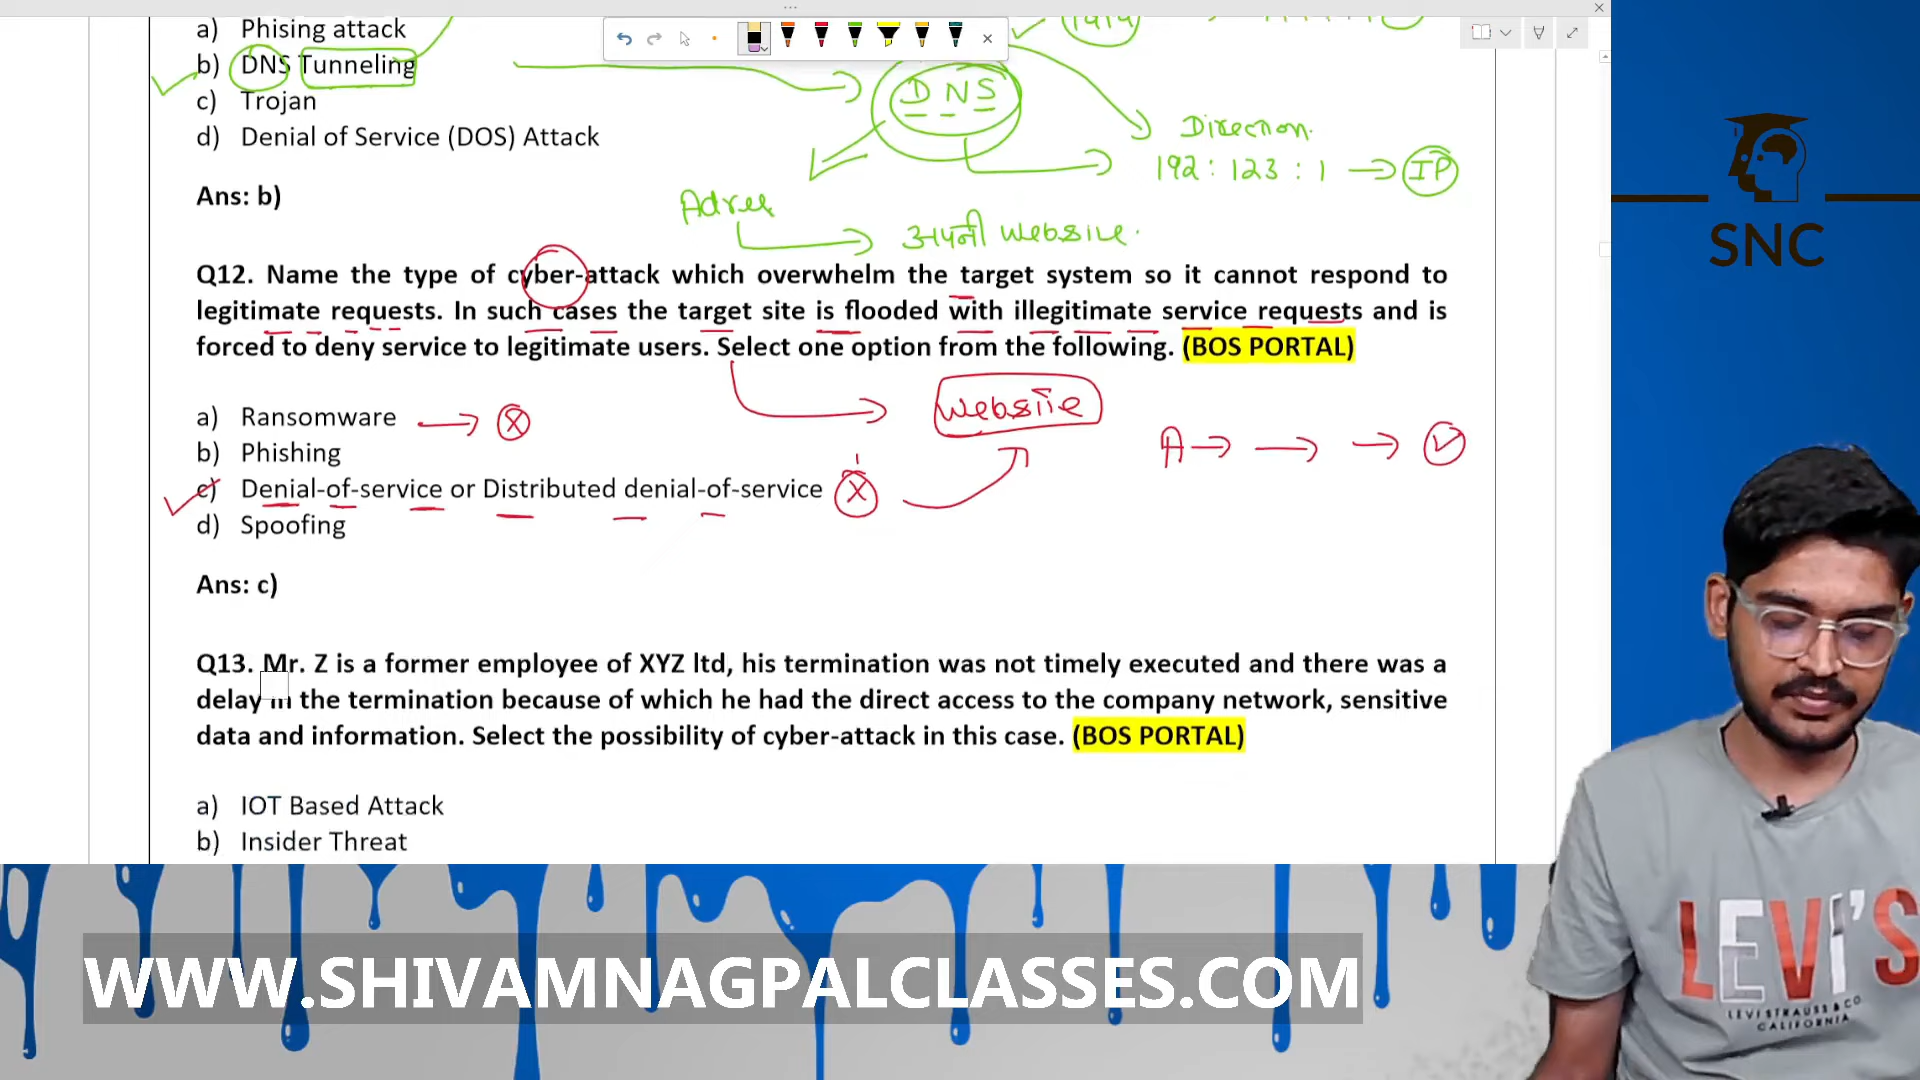 a) Phising attack
b) DNS Tunneling
c) Trojan
d) Denial of Service (DOS) Attack
Ans: b)
DNS
Direction.
192 : 123 : 1 → IP
अपनी website.
Q12. Name the type of cyber-attack which overwhelm the target system so it cannot respond to
legitimate requests. In such cases the target site is flooded with illegitimate service requests and is
forced to deny service to legitimate users. Select one option from the following. (BOS PORTAL)
a) Ransomware → X
website
A → → →
b) Phishing
c) Denial-of-service or Distributed denial-of-service X
d) Spoofing
Ans: c)
Q13. Mr. Z is a former employee of XYZ ltd, his termination was not timely executed and there was a
delay in the termination because of which he had the direct access to the company network, sensitive
data and information. Select the possibility of cyber-attack in this case. (BOS PORTAL)
a) IOT Based Attack
b) Insider Threat
SNC
LEVI'S
LEVI STRAUSS & CO.
CALIFORNIA
WWW.SHIVAMNAGPALCLASSES.COM